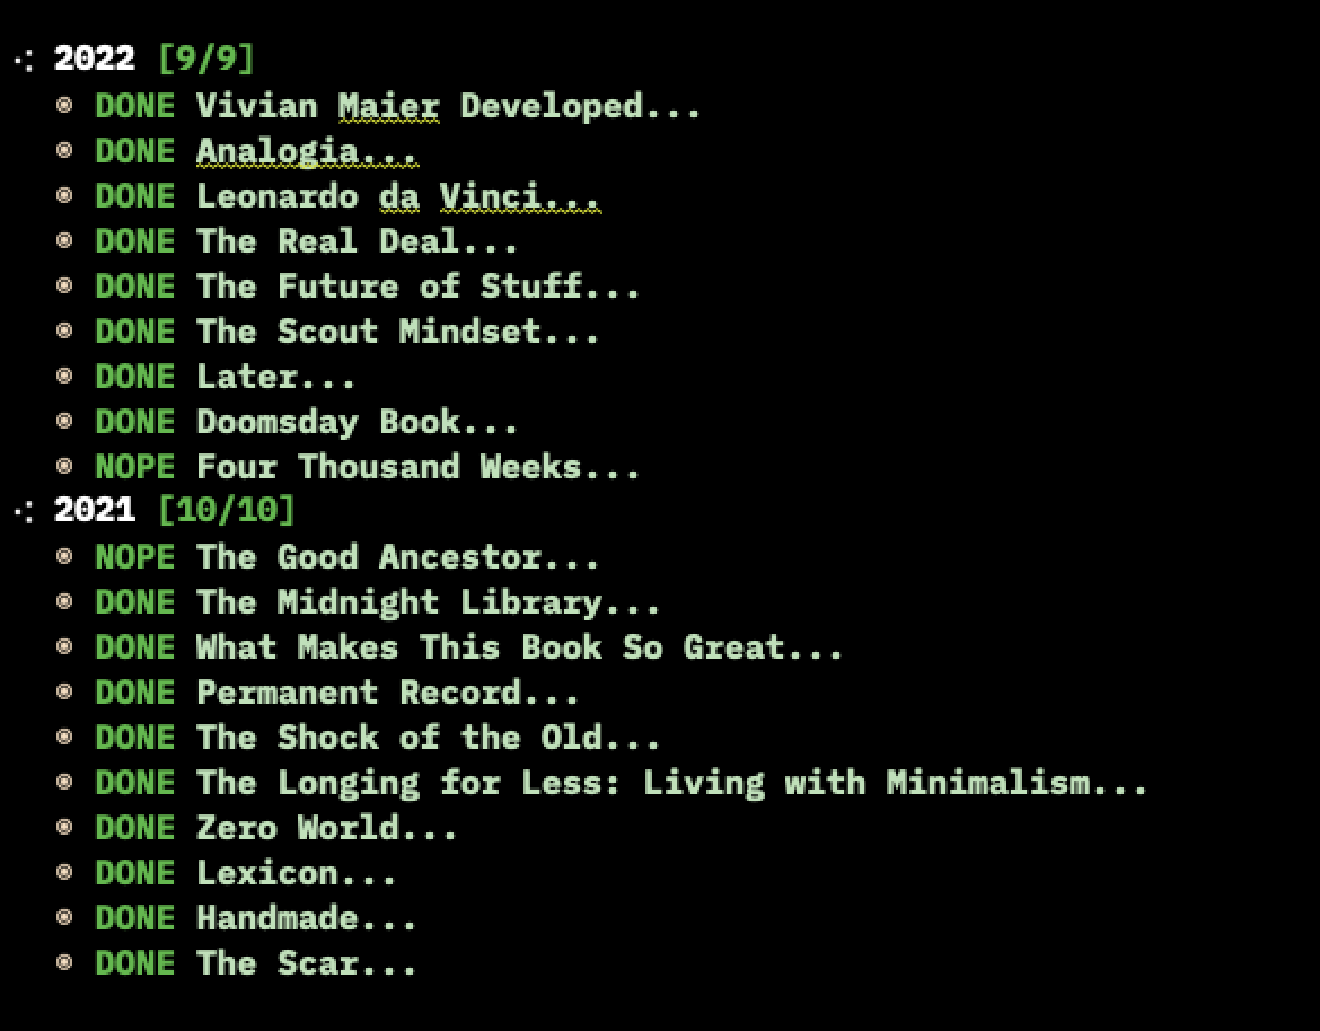 2022 [9/9]
DONE Vivian Maier Developed...
DONE Analogia...
DONE Leonardo da Vinci...
DONE The Real Deal...
DONE The Future of Stuff...
DONE The Scout Mindset...
DONE Later...
DONE Doomsday Book...
NOPE Four Thousand Weeks...
2021 [10/10]
NOPE The Good Ancestor...
DONE The Midnight Library...
DONE What Makes This Book So Great...
DONE Permanent Record...
DONE The Shock of the Old...
DONE The Longing for Less: Living with Minimalism...
DONE Zero World...
DONE Lexicon...
DONE Handmade...
DONE The Scar...